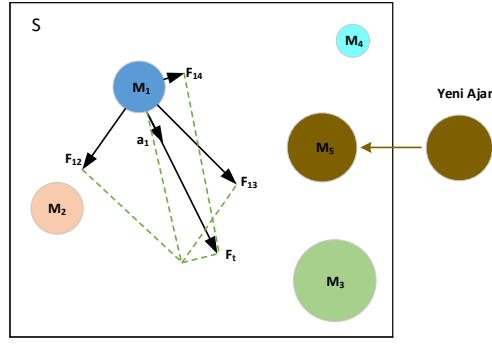 S
M₄
F₁₄
M₁
Yeni Ajan
a₁
M₅
F₁₂
F₁₃
M₂
Fₜ
M₃